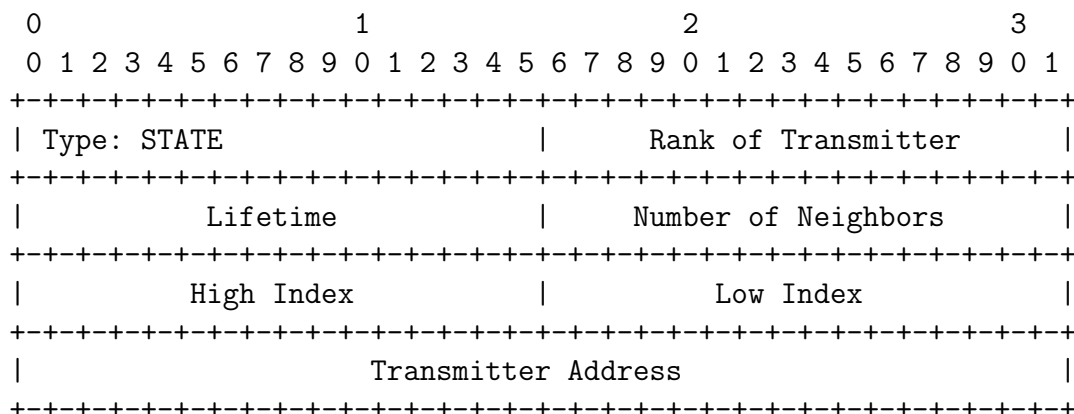 0                   1                   2                   3
 0 1 2 3 4 5 6 7 8 9 0 1 2 3 4 5 6 7 8 9 0 1 2 3 4 5 6 7 8 9 0 1
+-+-+-+-+-+-+-+-+-+-+-+-+-+-+-+-+-+-+-+-+-+-+-+-+-+-+-+-+-+-+-+-+
| Type: STATE                   |      Rank of Transmitter      |
+-+-+-+-+-+-+-+-+-+-+-+-+-+-+-+-+-+-+-+-+-+-+-+-+-+-+-+-+-+-+-+-+
|           Lifetime            |     Number of Neighbors       |
+-+-+-+-+-+-+-+-+-+-+-+-+-+-+-+-+-+-+-+-+-+-+-+-+-+-+-+-+-+-+-+-+
|          High Index           |          Low Index            |
+-+-+-+-+-+-+-+-+-+-+-+-+-+-+-+-+-+-+-+-+-+-+-+-+-+-+-+-+-+-+-+-+
|                     Transmitter Address                       |
+-+-+-+-+-+-+-+-+-+-+-+-+-+-+-+-+-+-+-+-+-+-+-+-+-+-+-+-+-+-+-+-+